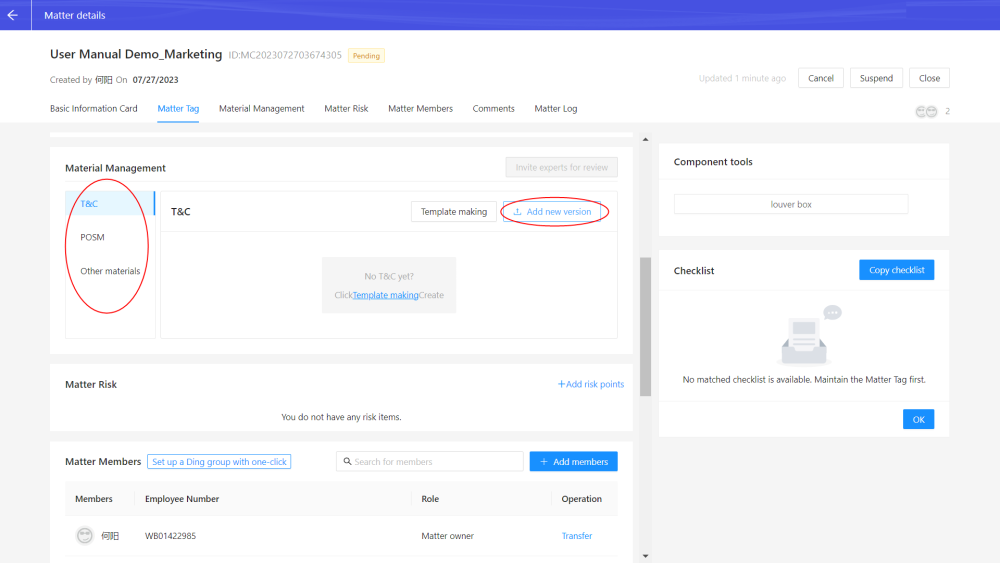 Matter details
User Manual Demo_Marketing ID:MC2023072703674305 Pending
Created by 何阳 On 07/27/2023
Updated 1 minute ago Cancel Suspend Close
Basic Information Card Matter Tag Material Management Matter Risk Matter Members Comments Matter Log
2
Material Management Invite experts for review
T&C
POSM
Other materials
T&C Template making Add new version
No T&C yet?
ClickTemplate makingCreate
Matter Risk +Add risk points
You do not have any risk items.
Matter Members Set up a Ding group with one-click Search for members + Add members
Members Employee Number Role Operation
何阳 WB01422985 Matter owner Transfer
Component tools
louver box
Checklist Copy checklist
No matched checklist is available. Maintain the Matter Tag first.
OK